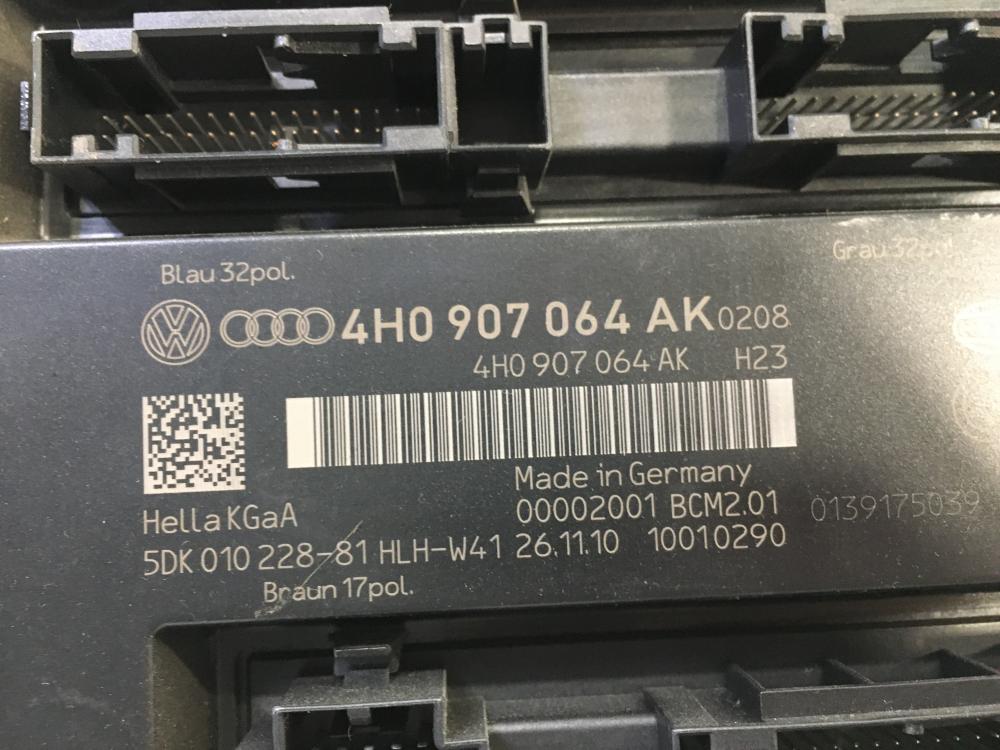 Blau 32pol.
Grau 32pol.
4H0 907 064 AK 0208
4H0 907 064 AK H23
Made in Germany
00002001 BCM2.01
0139175039
Hella KGaA
5DK 010 228-81 HLH-W41 26.11.10 10010290
Braun 17pol.